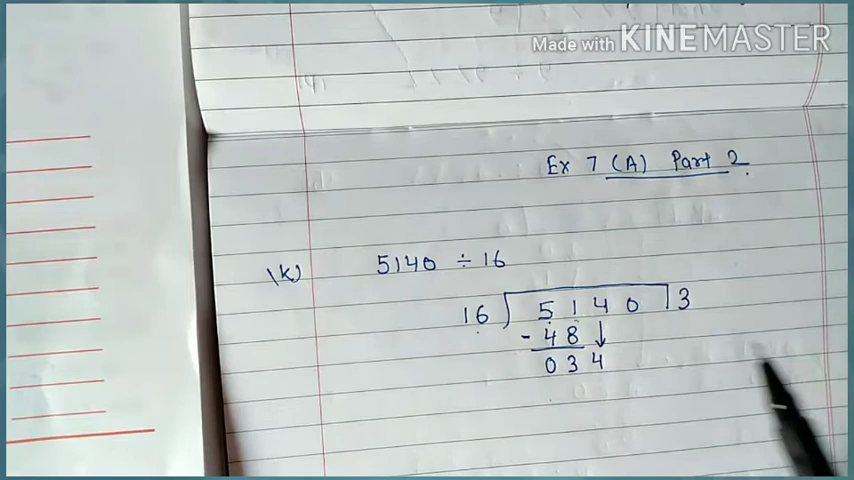 Made with KINEMASTER
Ex 7 (A) Part 2.
(k) 5140 ÷ 16
16 ) 5140 | 3
- 48 ↓
034